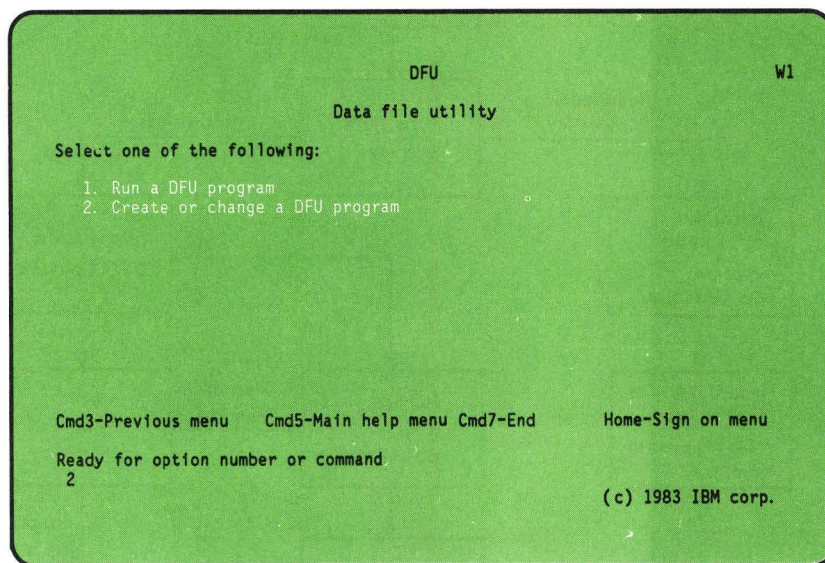 DFU W1
Data file utility
Select one of the following:
1. Run a DFU program
2. Create or change a DFU program
Cmd3-Previous menu Cmd5-Main help menu Cmd7-End Home-Sign on menu
Ready for option number or command
2
(c) 1983 IBM corp.